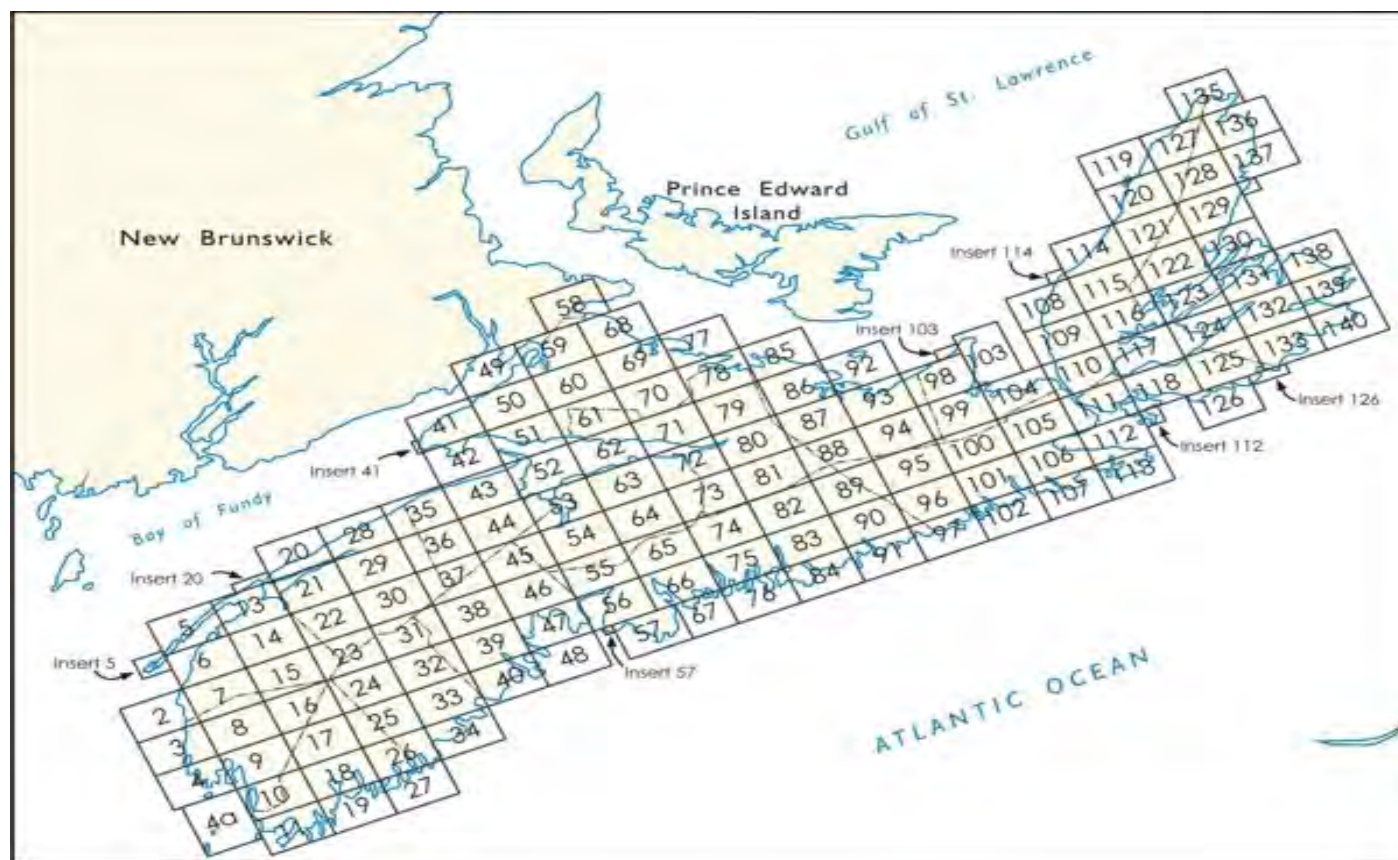 Gulf of St. Lawrence
Prince Edward
Island
New Brunswick
Bay of Fundy
ATLANTIC OCEAN
Insert 5
Insert 20
Insert 41
Insert 57
Insert 103
Insert 112
Insert 114
Insert 126
135
119 127 136
120 128 137
114 121 129
108 115 122 130 138
109 116 123 131 139
110 117 124 132 140
118 125 133
126
58
49 59 68 77
41 50 60 69 78 85 92 103
42 51 61 70 79 86 93 98 104
52 62 71 80 87 94 99 105
20 28 35 43 53 63 72 81 88 95 100 106 112
5 13 21 29 36 44 54 64 73 82 89 96 101 107 113
6 14 22 30 37 45 55 65 74 83 90 97 102
2 7 15 23 31 38 46 56 66 75 84 91
3 8 16 24 32 39 47 57 67 76
4 9 17 25 33 40 48
4a 10 18 26 34
19 27